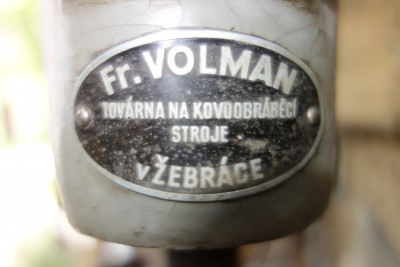 Fr. VOLMAN
TOVÁRNA NA KOVOOBRÁBĚCÍ
STROJE
v ŽEBRÁCE